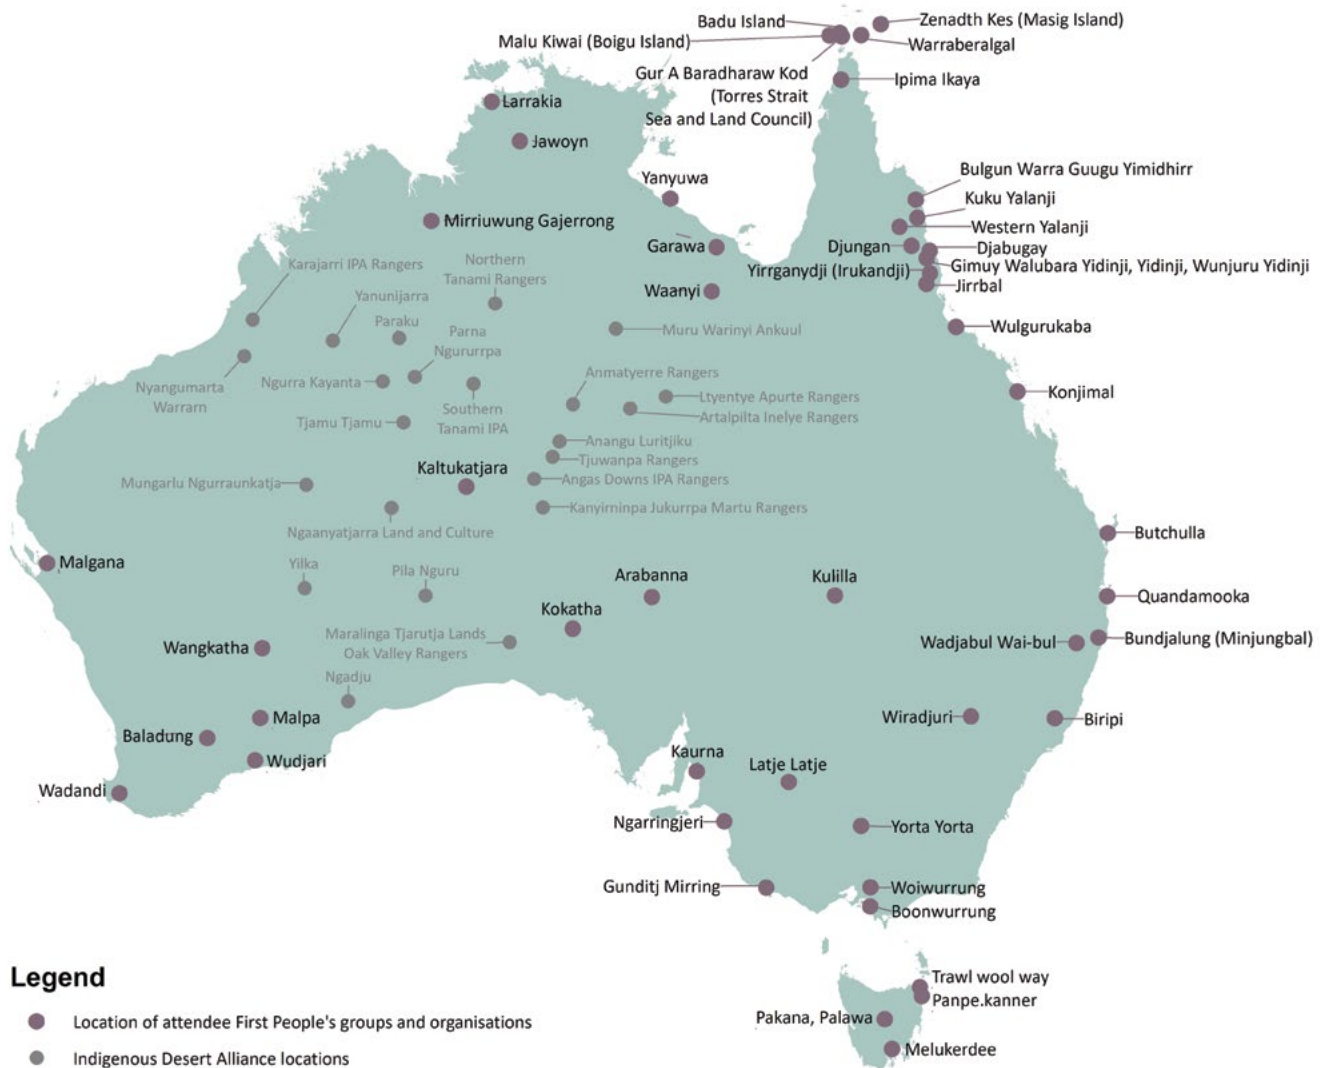 Badu Island
Zenadth Kes (Masig Island)
Malu Kiwai (Boigu Island)
Warraberalgal
Gur A Baradharaw Kod
(Torres Strait
Sea and Land Council)
Ipima Ikaya
Larrakia
Jawoyn
Bulgun Warra Guugu Yimidhirr
Yanyuwa
Kuku Yalanji
Mirriuwung Gajerrong
Western Yalanji
Garawa
Djungan
Djabugay
Karajarri IPA Rangers
Northern
Tanami Rangers
Yirrganydji (Irukandji)
Gimuy Walubara Yidinji, Yidinji, Wunjuru Yidinji
Jirrbal
Waanyi
Yanunijarra
Paraku
Parna
Ngururrpa
Muru Warinyi Ankuul
Wulgurukaba
Nyangumarta
Warrarn
Ngurra Kayanta
Anmatyerre Rangers
Konjimal
Southern
Tanami IPA
Ltyentye Apurte Rangers
Artalpilta Inelye Rangers
Tjamu Tjamu
Anangu Luritjiku
Tjuwanpa Rangers
Kaltukatjara
Angas Downs IPA Rangers
Mungarlu Ngurraunkatja
Kanyirninpa Jukurrpa Martu Rangers
Ngaanyatjarra Land and Culture
Butchulla
Malgana
Yilka
Pila Nguru
Arabanna
Kulilla
Quandamooka
Kokatha
Maralinga Tjarutja Lands
Oak Valley Rangers
Wangkatha
Wadjabul Wai-bul
Bundjalung (Minjungbal)
Ngadju
Malpa
Wiradjuri
Biripi
Baladung
Wudjari
Kaurna
Latje Latje
Wadandi
Ngarringjeri
Yorta Yorta
Gunditj Mirring
Woiwurrung
Boonwurrung
Trawl wool way
Panpe.kanner
Pakana, Palawa
Melukerdee
Legend
Location of attendee First People's groups and organisations
Indigenous Desert Alliance locations